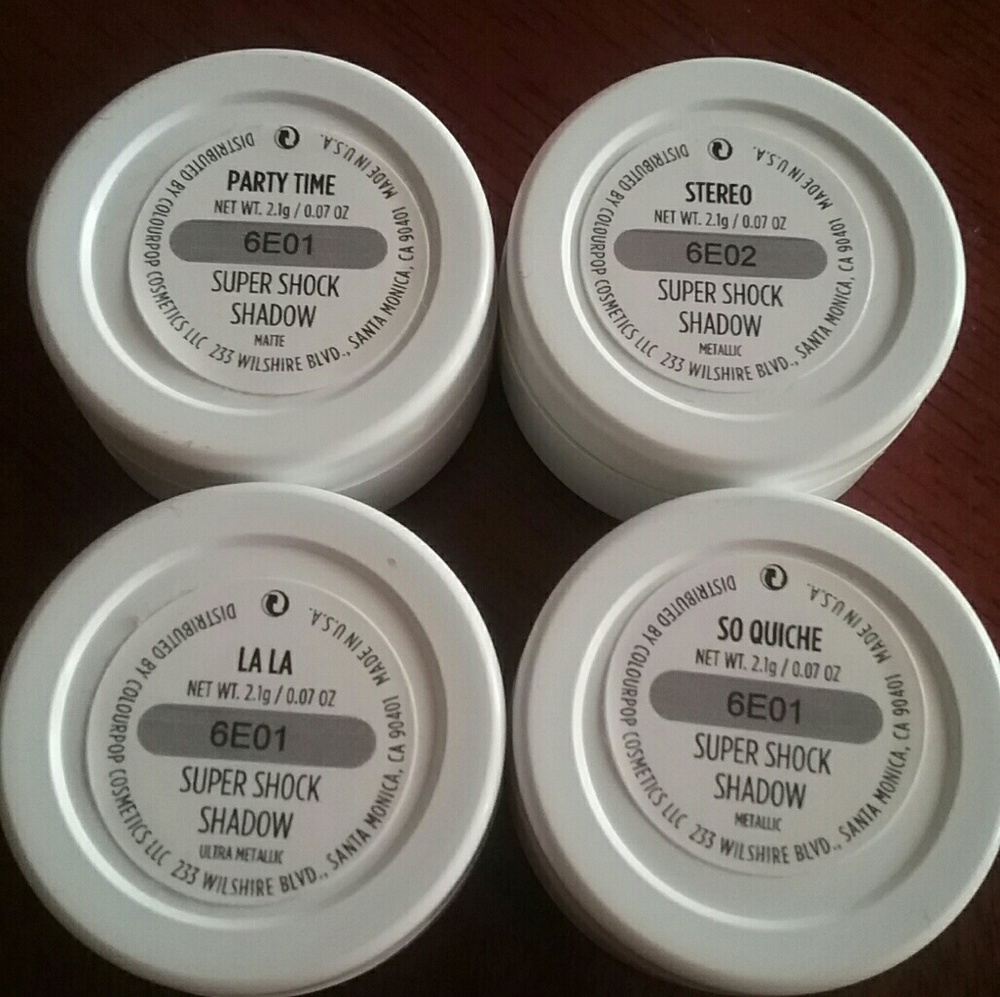 PARTY TIME
NET WT. 2.1g / 0.07 OZ
6E01
SUPER SHOCK
SHADOW
MATTE
DISTRIBUTED BY COLOURPOP COSMETICS LLC 233 WILSHIRE BLVD., SANTA MONICA, CA 90401 MADE IN U.S.A.
STEREO
NET WT. 2.1g / 0.07 OZ
6E02
SUPER SHOCK
SHADOW
METALLIC
DISTRIBUTED BY COLOURPOP COSMETICS LLC 233 WILSHIRE BLVD., SANTA MONICA, CA 90401 MADE IN U.S.A.
LA LA
NET WT. 2.1g / 0.07 OZ
6E01
SUPER SHOCK
SHADOW
ULTRA METALLIC
DISTRIBUTED BY COLOURPOP COSMETICS LLC 233 WILSHIRE BLVD., SANTA MONICA, CA 90401 MADE IN U.S.A.
SO QUICHE
NET WT. 2.1g / 0.07 OZ
6E01
SUPER SHOCK
SHADOW
METALLIC
DISTRIBUTED BY COLOURPOP COSMETICS LLC 233 WILSHIRE BLVD., SANTA MONICA, CA 90401 MADE IN U.S.A.